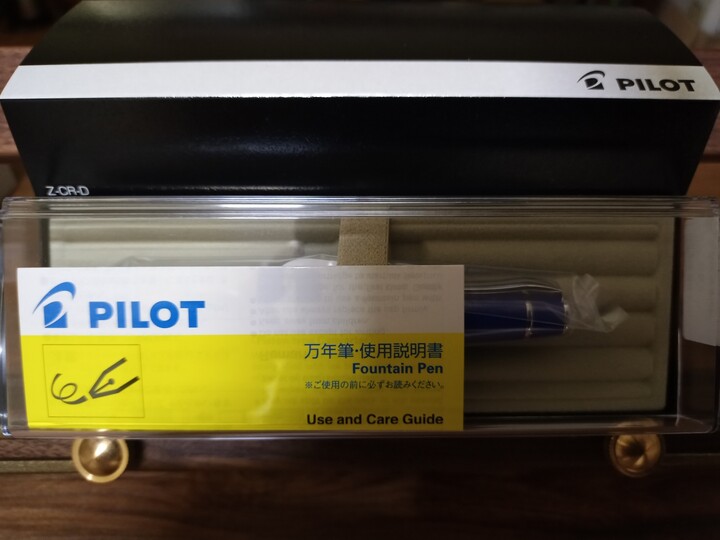 PILOT
Z-CR-D
PILOT
万年筆・使用説明書
Fountain Pen
※ご使用の前に必ずお読みください。
Use and Care Guide